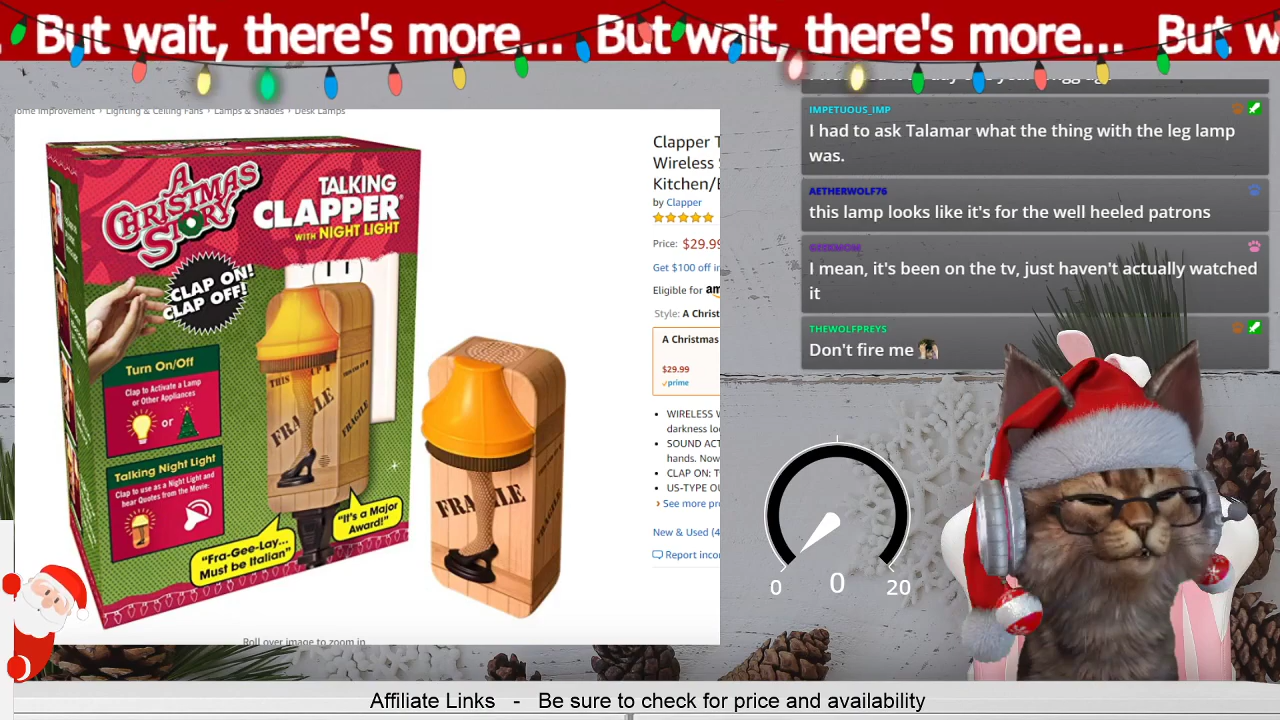 But wait, there's more... But wait, there's more... But w
Home Improvement › Lighting & Ceiling Fans › Lamps & Shades › Desk Lamps
A
CHRISTMAS
STORY
TALKING
CLAPPER
WITH NIGHT LIGHT
CLAP ON!
CLAP OFF!
Turn On/Off
Clap to Activate a Lamp
or Other Appliances
or
Talking Night Light
Clap to use as a Night Light and
hear Quotes from the Movie:
THIS UP
FRAGILE
FRAGILE
"Fra-Gee-Lay...
Must be Italian"
"It's a Major
Award!"
FRAGILE
FRAGILE
Roll over image to zoom in
Clapper T
Wireless
Kitchen/
by Clapper
Price: $29.99
Get $100 off in
Eligible for am
Style: A Christ
A Christmas
$29.99
prime
• WIRELESS
darkness lo
• SOUND ACT
hands. Now
• CLAP ON: T
• US-TYPE OU
› See more pr
New & Used (4
Report inco
IMPETUOUS_IMP
I had to ask Talamar what the thing with the leg lamp
was.
AETHERWOLF76
this lamp looks like it's for the well heeled patrons
GEEKMOM
I mean, it's been on the tv, just haven't actually watched
it
THEWOLFPREYS
Don't fire me
0 0 20
Affiliate Links - Be sure to check for price and availability